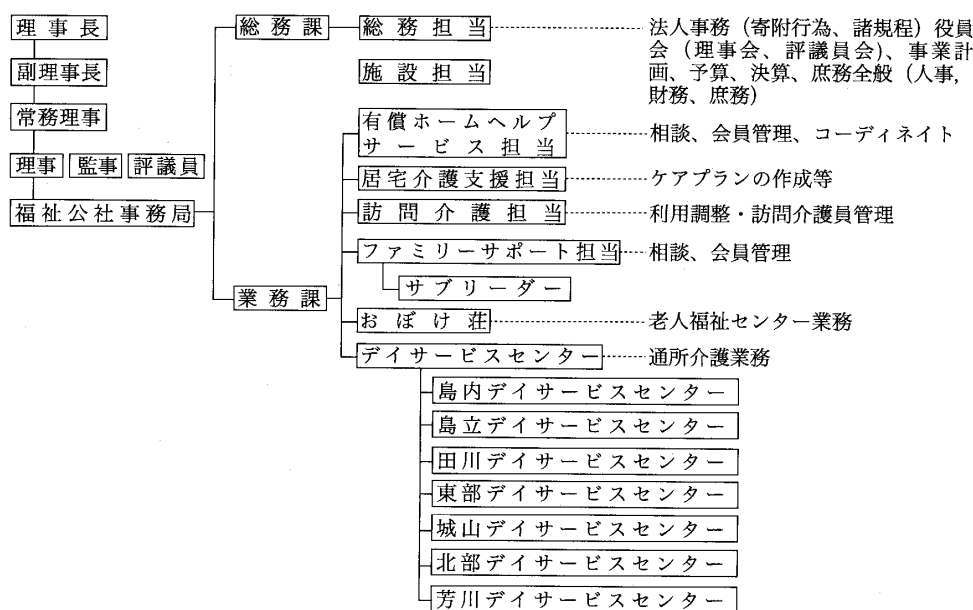 理事長
副理事長
常務理事
理事 監事 評議員
福祉公社事務局
総務課
総務担当
法人事務（寄附行為、諸規程）役員
会（理事会、評議員会）、事業計
画、予算、決算、庶務全般（人事,
財務、庶務）
施設担当
業務課
有償ホームヘルプ
サービス担当
相談、会員管理、コーディネイト
居宅介護支援担当
ケアプランの作成等
訪問介護担当
利用調整・訪問介護員管理
ファミリーサポート担当
相談、会員管理
サブリーダー
おぼけ荘
老人福祉センター業務
デイサービスセンター
通所介護業務
島内デイサービスセンター
島立デイサービスセンター
田川デイサービスセンター
東部デイサービスセンター
城山デイサービスセンター
北部デイサービスセンター
芳川デイサービスセンター